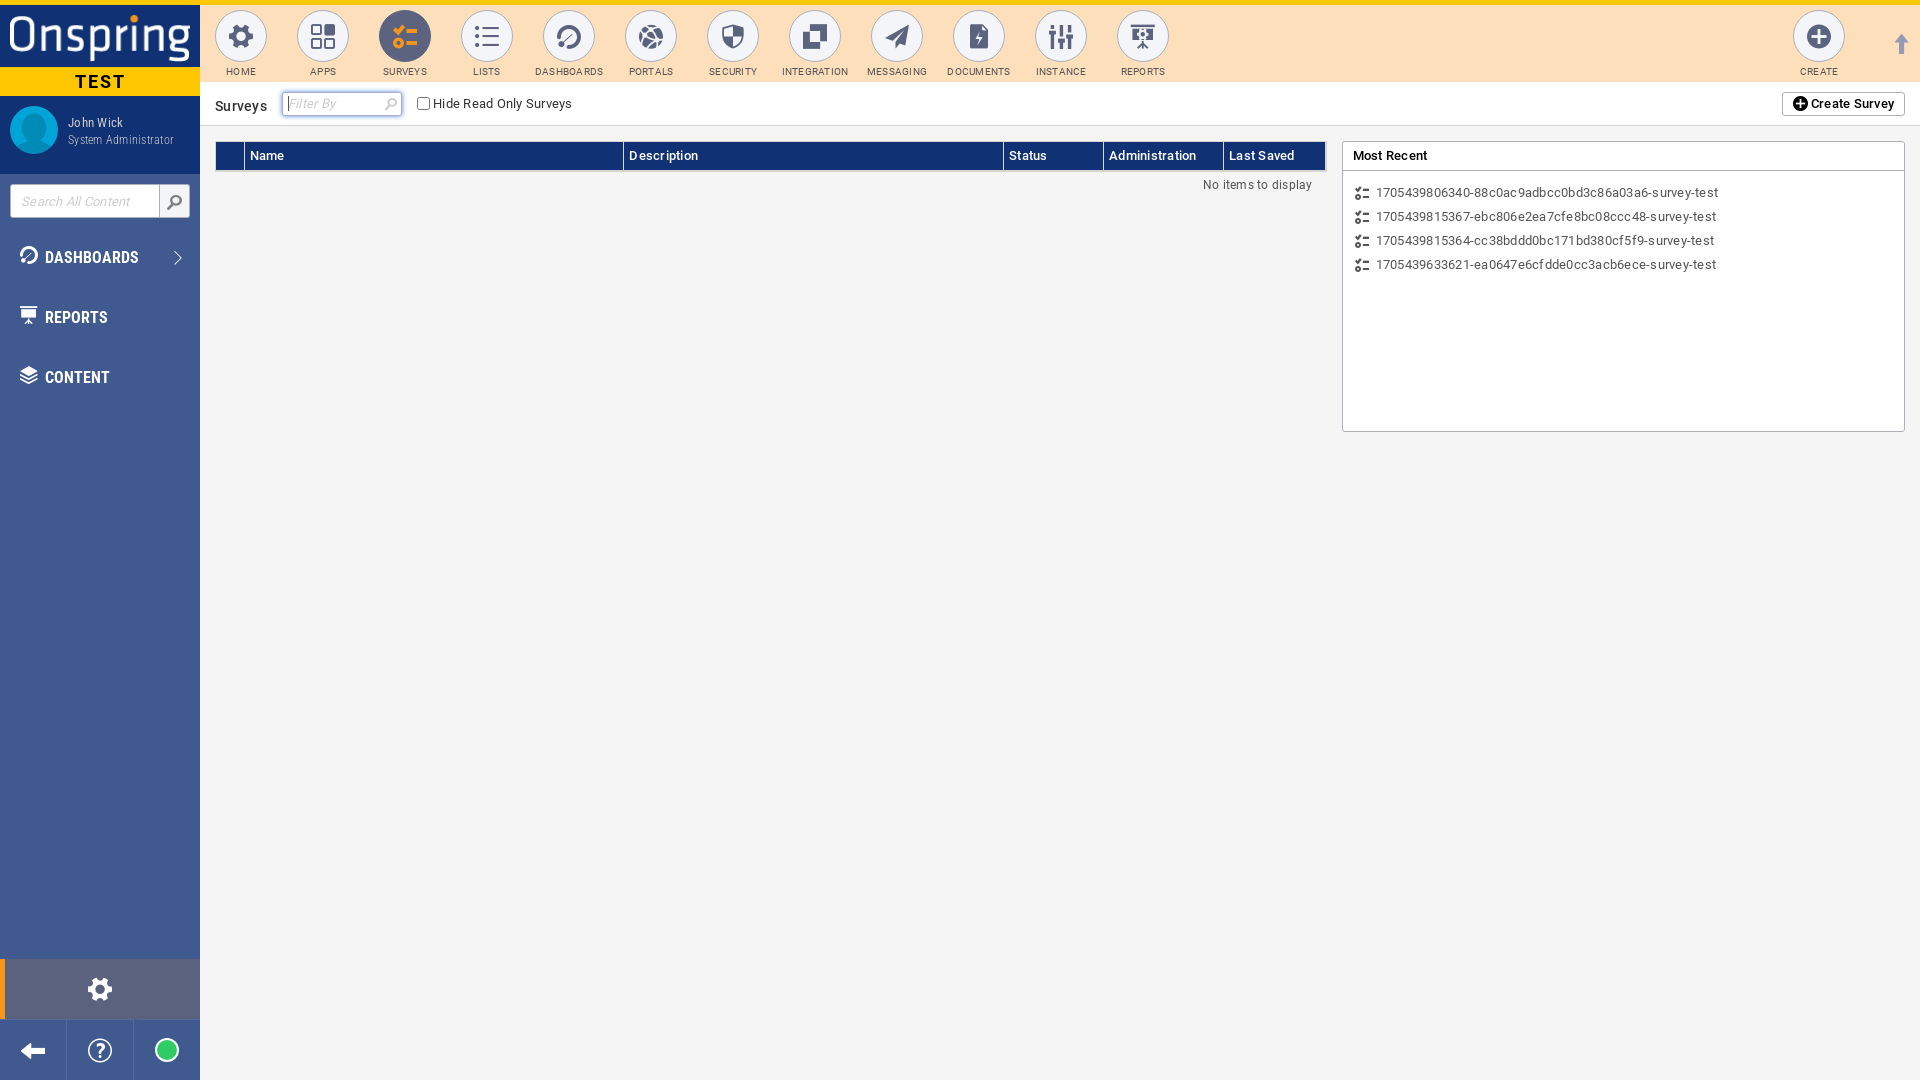 Onspring
TEST
John Wick
System Administrator
Search All Content
DASHBOARDS
REPORTS
CONTENT
HOME
APPS
SURVEYS
LISTS
DASHBOARDS
PORTALS
SECURITY
INTEGRATION
MESSAGING
DOCUMENTS
INSTANCE
REPORTS
CREATE
Surveys
Filter By
Hide Read Only Surveys
Create Survey
Name
Description
Status
Administration
Last Saved
No items to display
Most Recent
1705439806340-88c0ac9adbcc0bd3c86a03a6-survey-test
1705439815367-ebc806e2ea7cfe8bc08ccc48-survey-test
1705439815364-cc38bddd0bc171bd380cf5f9-survey-test
1705439633621-ea0647e6cfdde0cc3acb6ece-survey-test